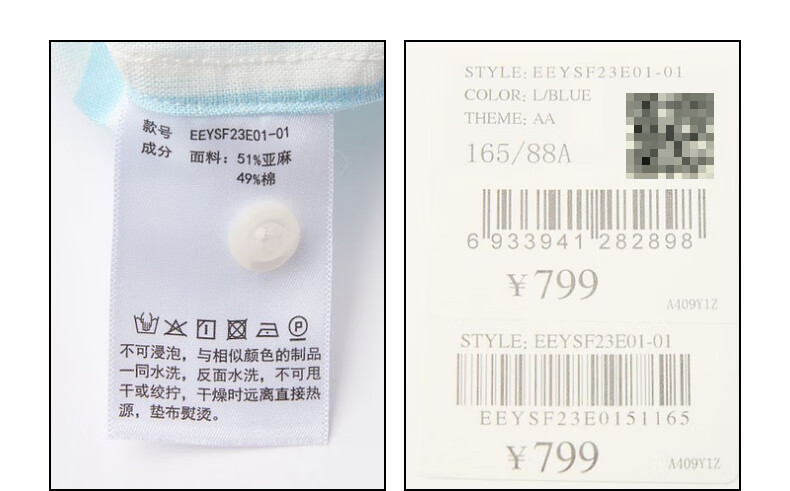 款号 EEYSF23E01-01
成分 面料：51%亚麻
49%棉
P
不可浸泡，与相似颜色的制品
一同水洗，反面水洗，不可甩
干或绞拧，干燥时远离直接热
源，垫布熨烫。
STYLE: EEYSF23E01-01
COLOR: L/BLUE
THEME: AA
165/88A
6 933941 282898
¥799
A409Y1Z
STYLE: EEYSF23E01-01
EEYSF23E0151165
¥799
A409Y1Z